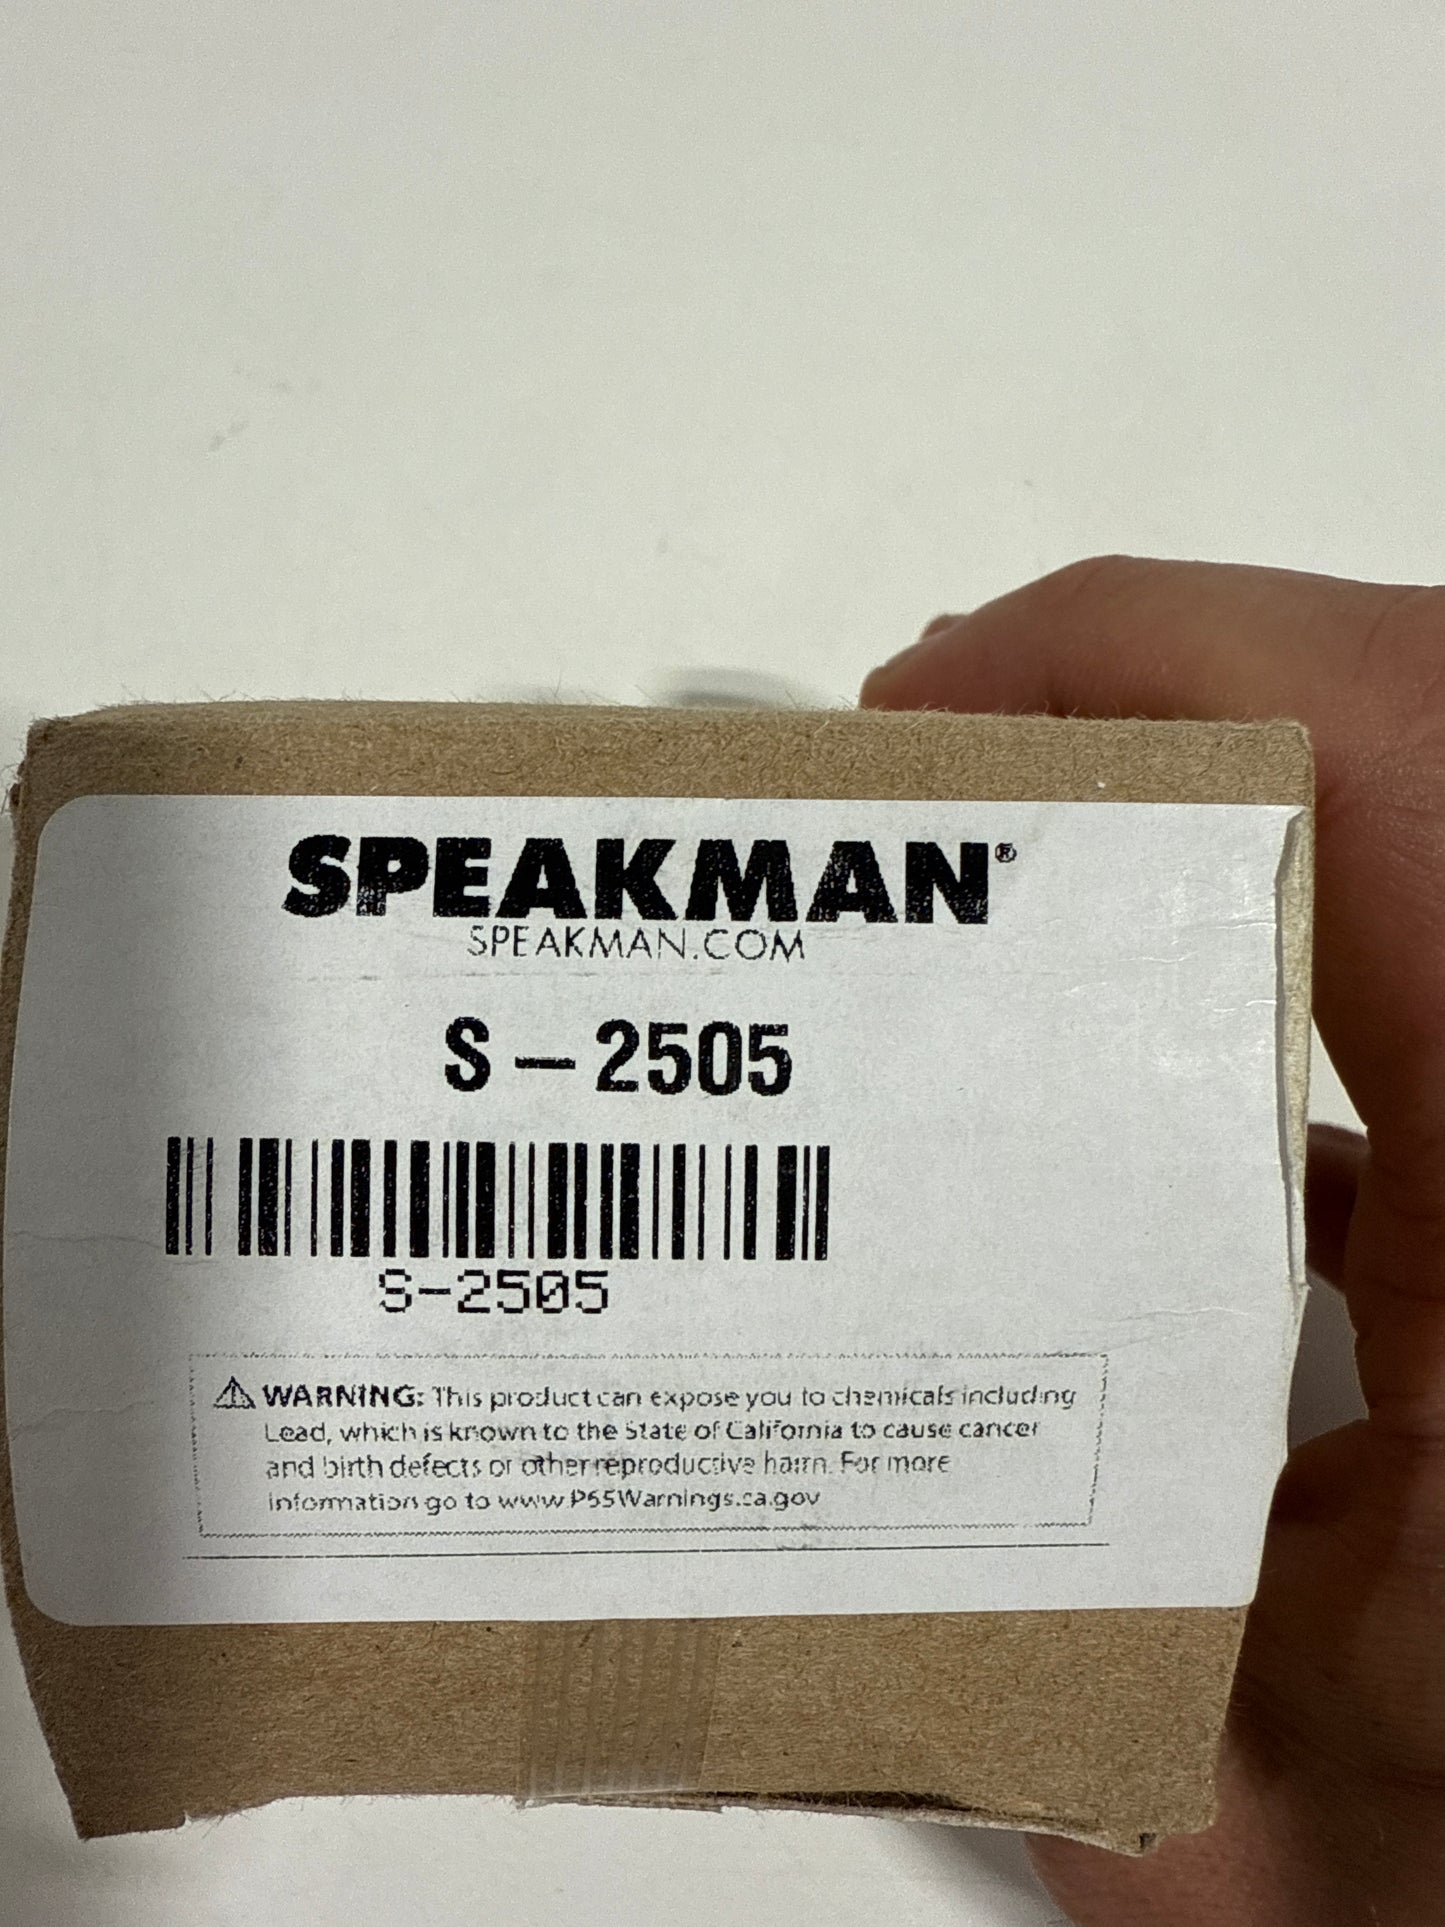 SPEAKMAN®
SPEAKMAN.COM
S-2505
S-2505
⚠ WARNING: This product can expose you to chemicals including
Lead, which is known to the State of California to cause cancer
and birth defects or other reproductive harm. For more
information go to www.P65Warnings.ca.gov